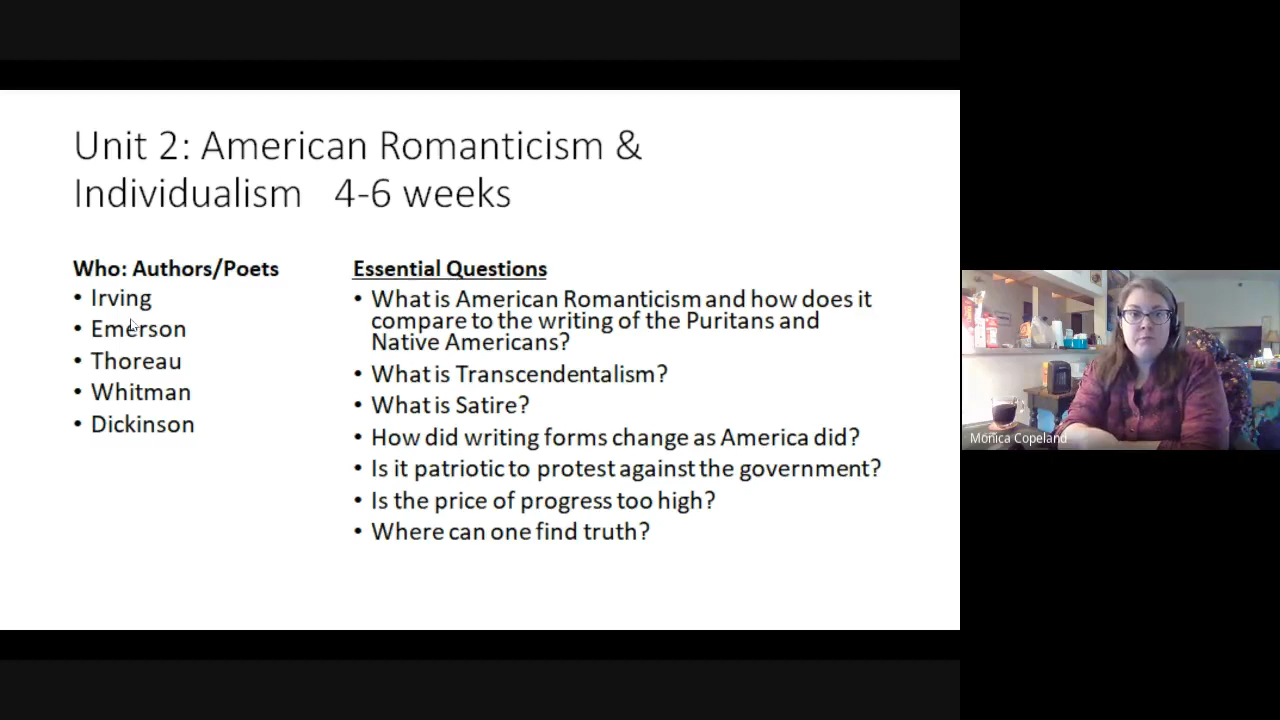 Unit 2: American Romanticism &
Individualism 4-6 weeks
Who: Authors/Poets
• Irving
• Emerson
• Thoreau
• Whitman
• Dickinson
Essential Questions
• What is American Romanticism and how does it
compare to the writing of the Puritans and
Native Americans?
• What is Transcendentalism?
• What is Satire?
• How did writing forms change as America did?
• Is it patriotic to protest against the government?
• Is the price of progress too high?
• Where can one find truth?
Monica Copeland